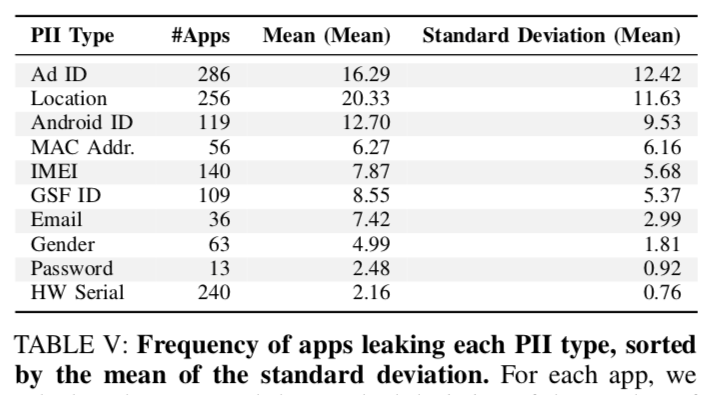 PII Type #Apps Mean (Mean) Standard Deviation (Mean)
Ad ID 286 16.29 12.42
Location 256 20.33 11.63
Android ID 119 12.70 9.53
MAC Addr. 56 6.27 6.16
IMEI 140 7.87 5.68
GSF ID 109 8.55 5.37
Email 36 7.42 2.99
Gender 63 4.99 1.81
Password 13 2.48 0.92
HW Serial 240 2.16 0.76
TABLE V: Frequency of apps leaking each PII type, sorted
by the mean of the standard deviation. For each app, we